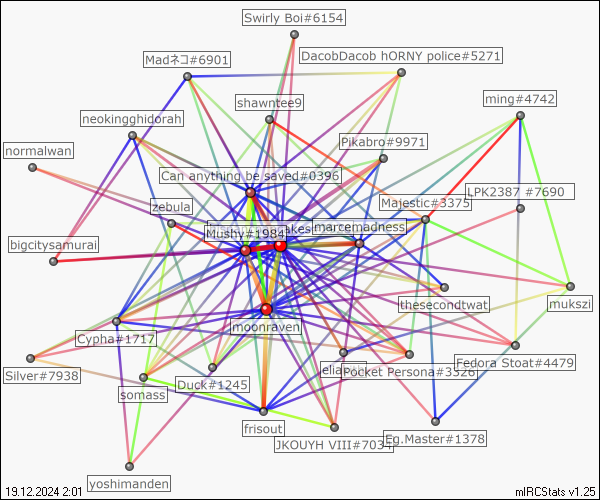 Swirly Boi#6154
Madネコ#6901
DacobDacob hORNY police#5271
shawntee9
ming#4742
neokingghidorah
Pikabro#9971
normalwan
Can anything be saved#0396
LPK2387 #7690
zebula
Majestic#3375
marcemadness
Mushy#1984
bigcitysamurai
thesecondtwat
mukszi
moonraven
Cypha#1717
Fedora Stoat#4479
Silver#7938
Pocket Persona#3326
Duck#1245
somass
frisout
JKOUYH VIII#7034
Eg.Master#1378
yoshimanden
19.12.2024 2:01
mIRCStats v1.25